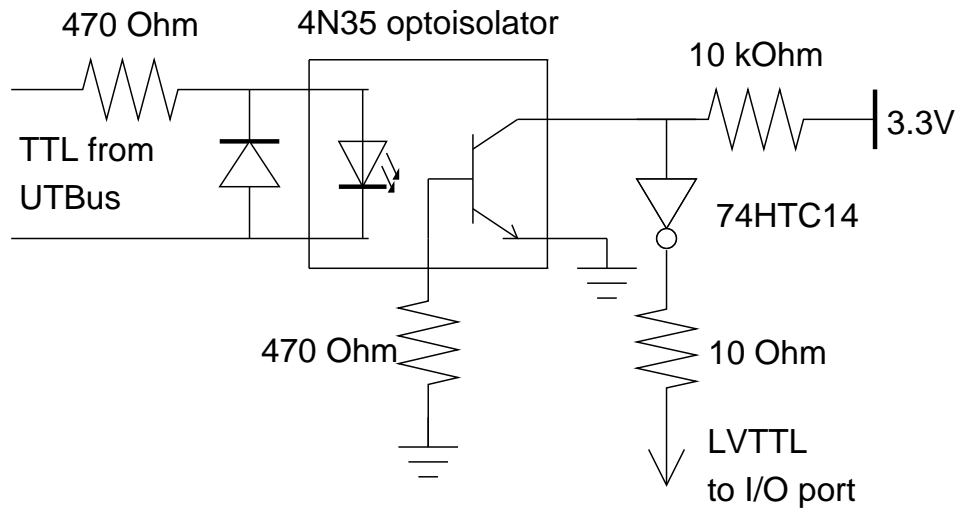 470 Ohm
4N35 optoisolator
10 kOhm
3.3V
TTL from
UTBus
74HTC14
470 Ohm
10 Ohm
LVTTL
to I/O port